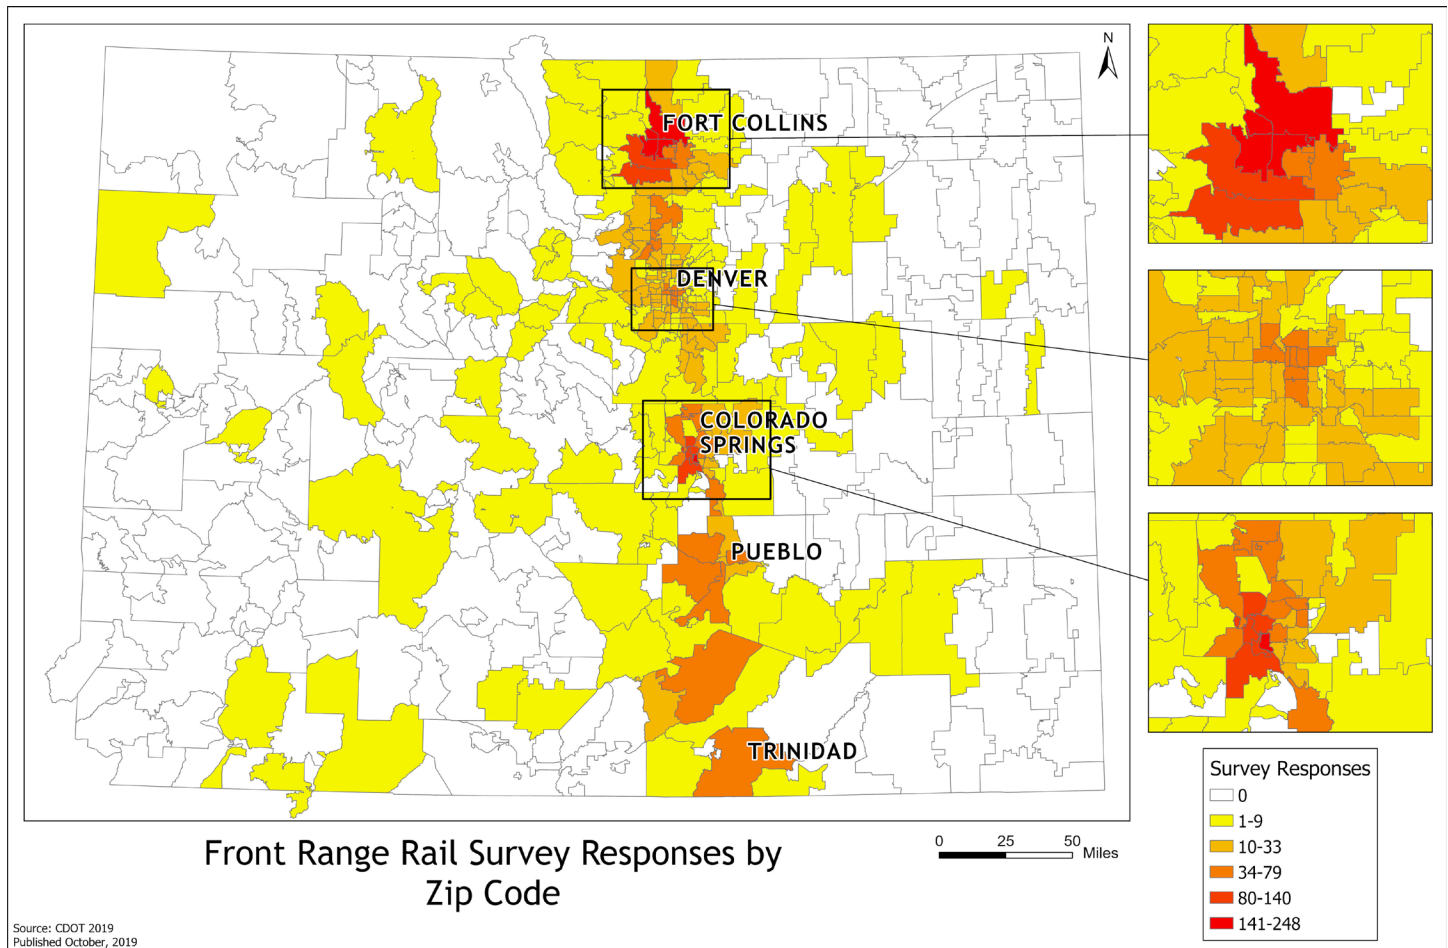 N
FORT COLLINS
DENVER
COLORADO
SPRINGS
PUEBLO
TRINIDAD
Survey Responses
0
1-9
10-33
34-79
80-140
141-248
0 25 50
Miles
Front Range Rail Survey Responses by
Zip Code
Source: CDOT 2019
Published October, 2019